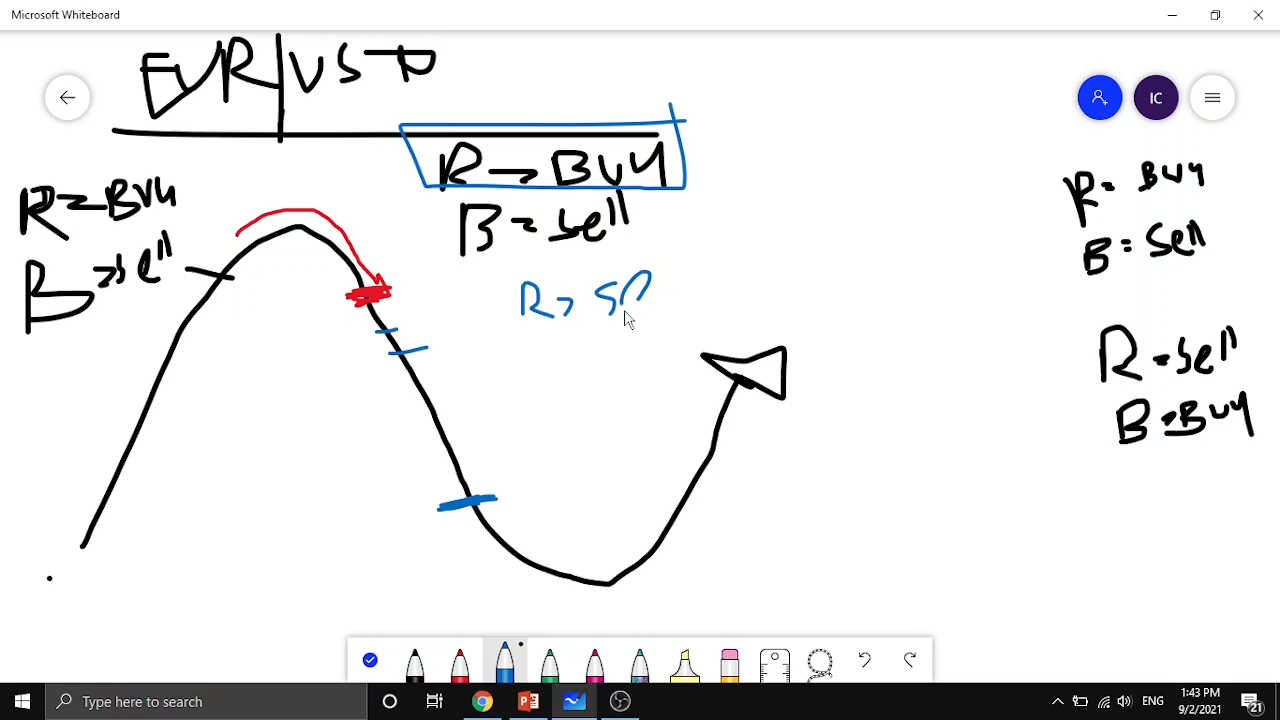 Microsoft Whiteboard
EUR/USD
R → BUY
B = Sell
R = BUY
B => Sell
R = BUY
B = Sell
R = Sell
B = BUY
IC
Type here to search
ENG
1:43 PM
9/2/2021
21